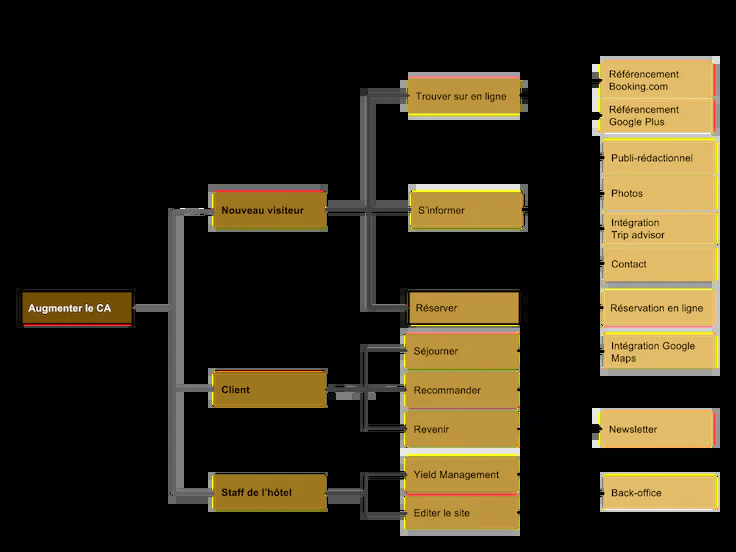 Augmenter le CA
Nouveau visiteur
Client
Staff de l'hôtel
Trouver sur en ligne
S'informer
Réserver
Séjourner
Recommander
Revenir
Yield Management
Editer le site
Référencement
Booking.com
Référencement
Google Plus
Publi-rédactionnel
Photos
Intégration
Trip advisor
Contact
Réservation en ligne
Intégration Google
Maps
Newsletter
Back-office